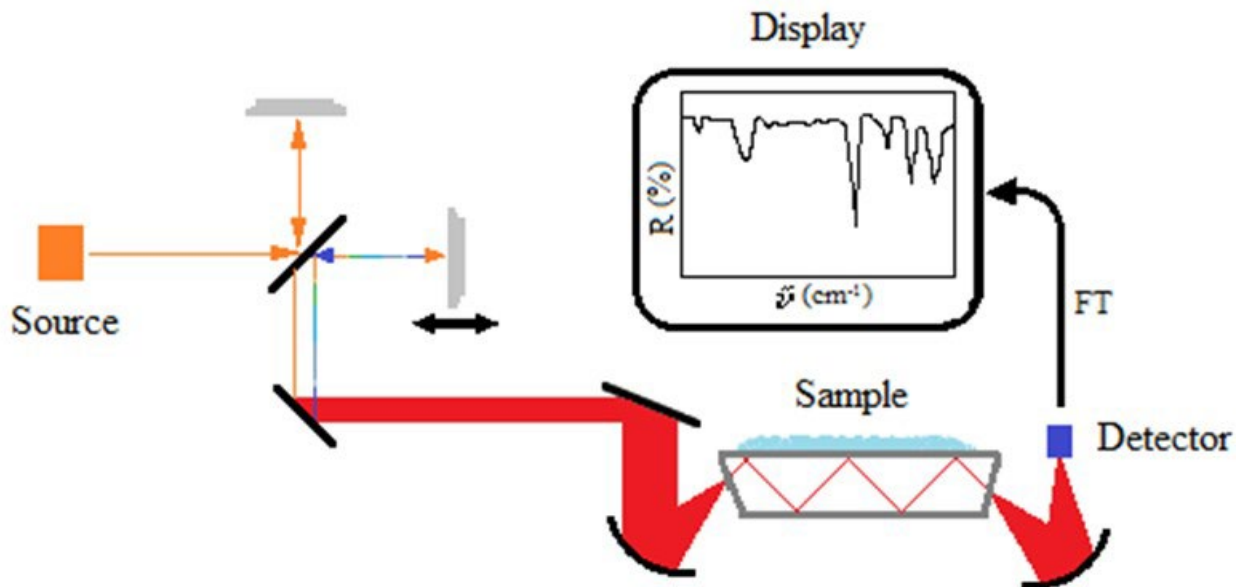 Display
R (%)
ṽ (cm⁻¹)
Source
FT
Sample
Detector